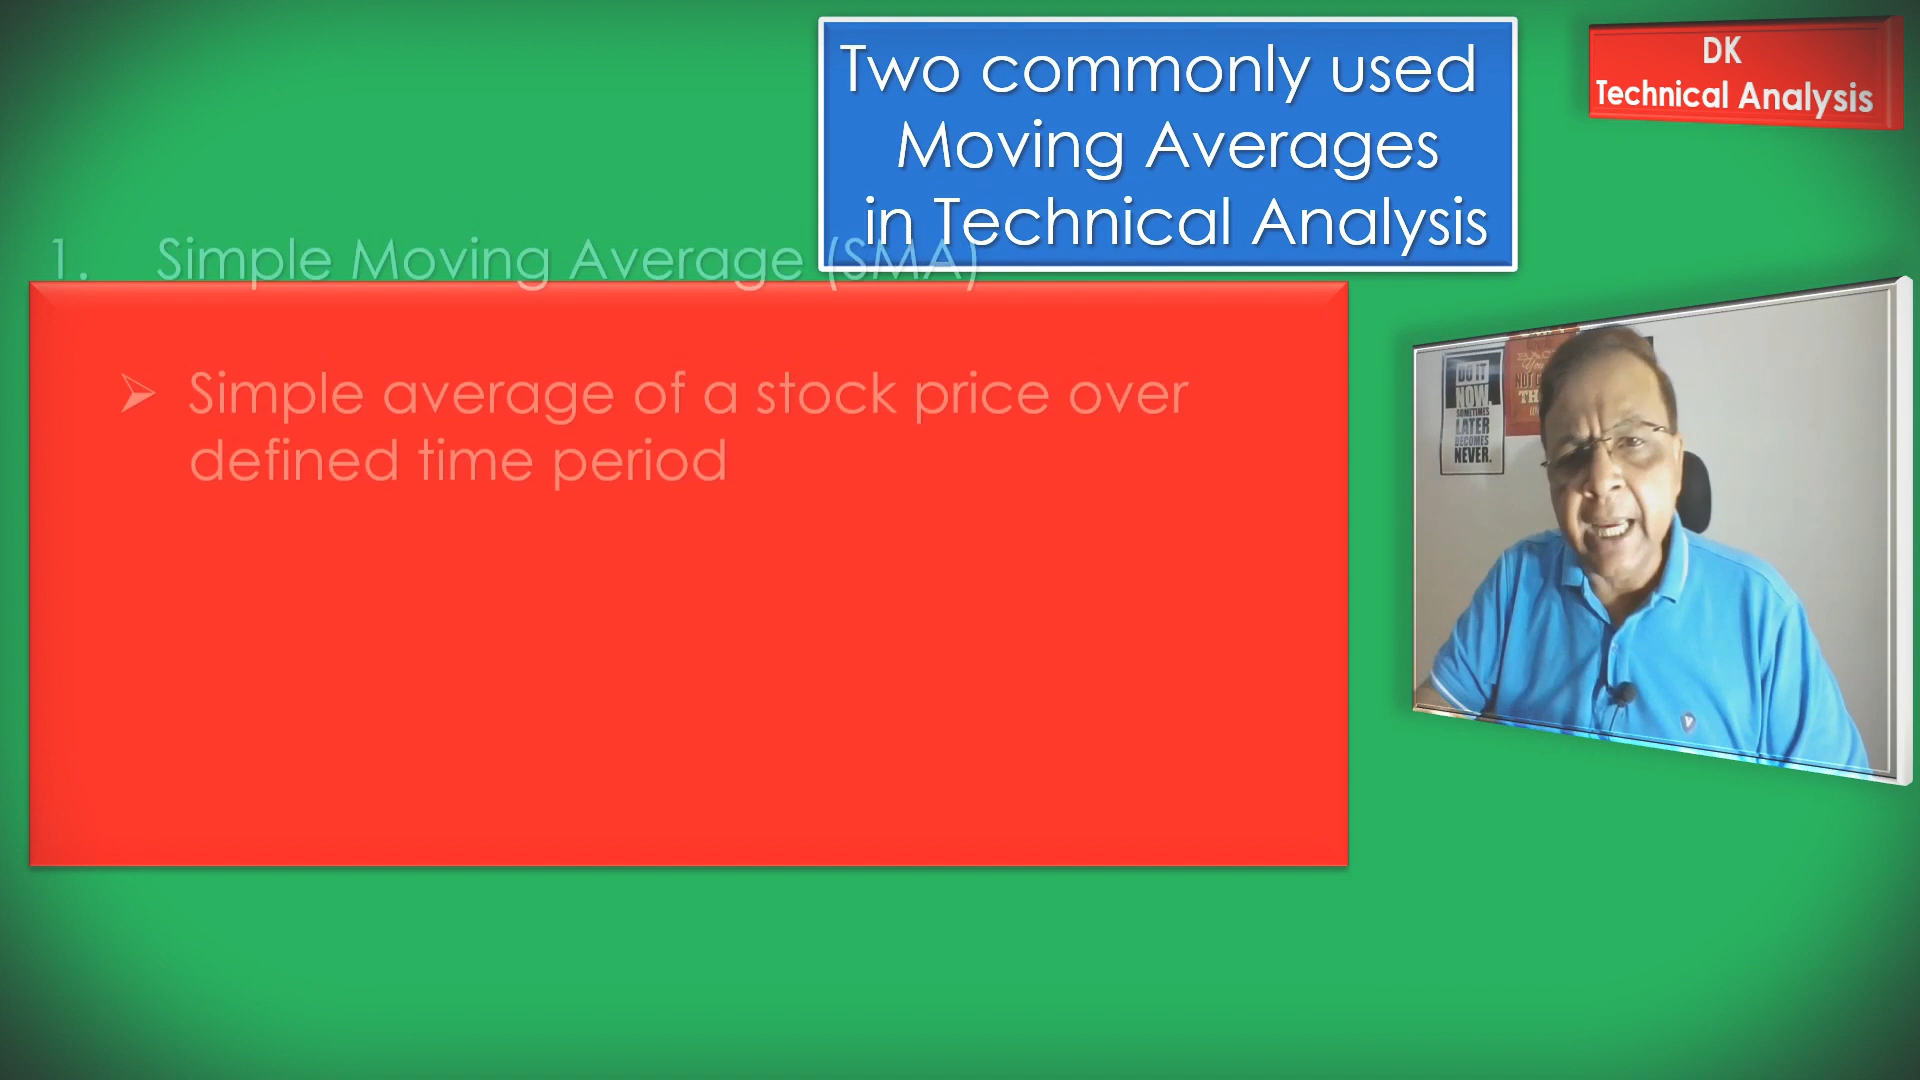 Two commonly used
Moving Averages
in Technical Analysis
DK
Technical Analysis
1. Simple Moving Average (SMA)
➢ Simple average of a stock price over
defined time period
DO IT
NOW.
SOMETIMES
LATER
BECOMES
NEVER.